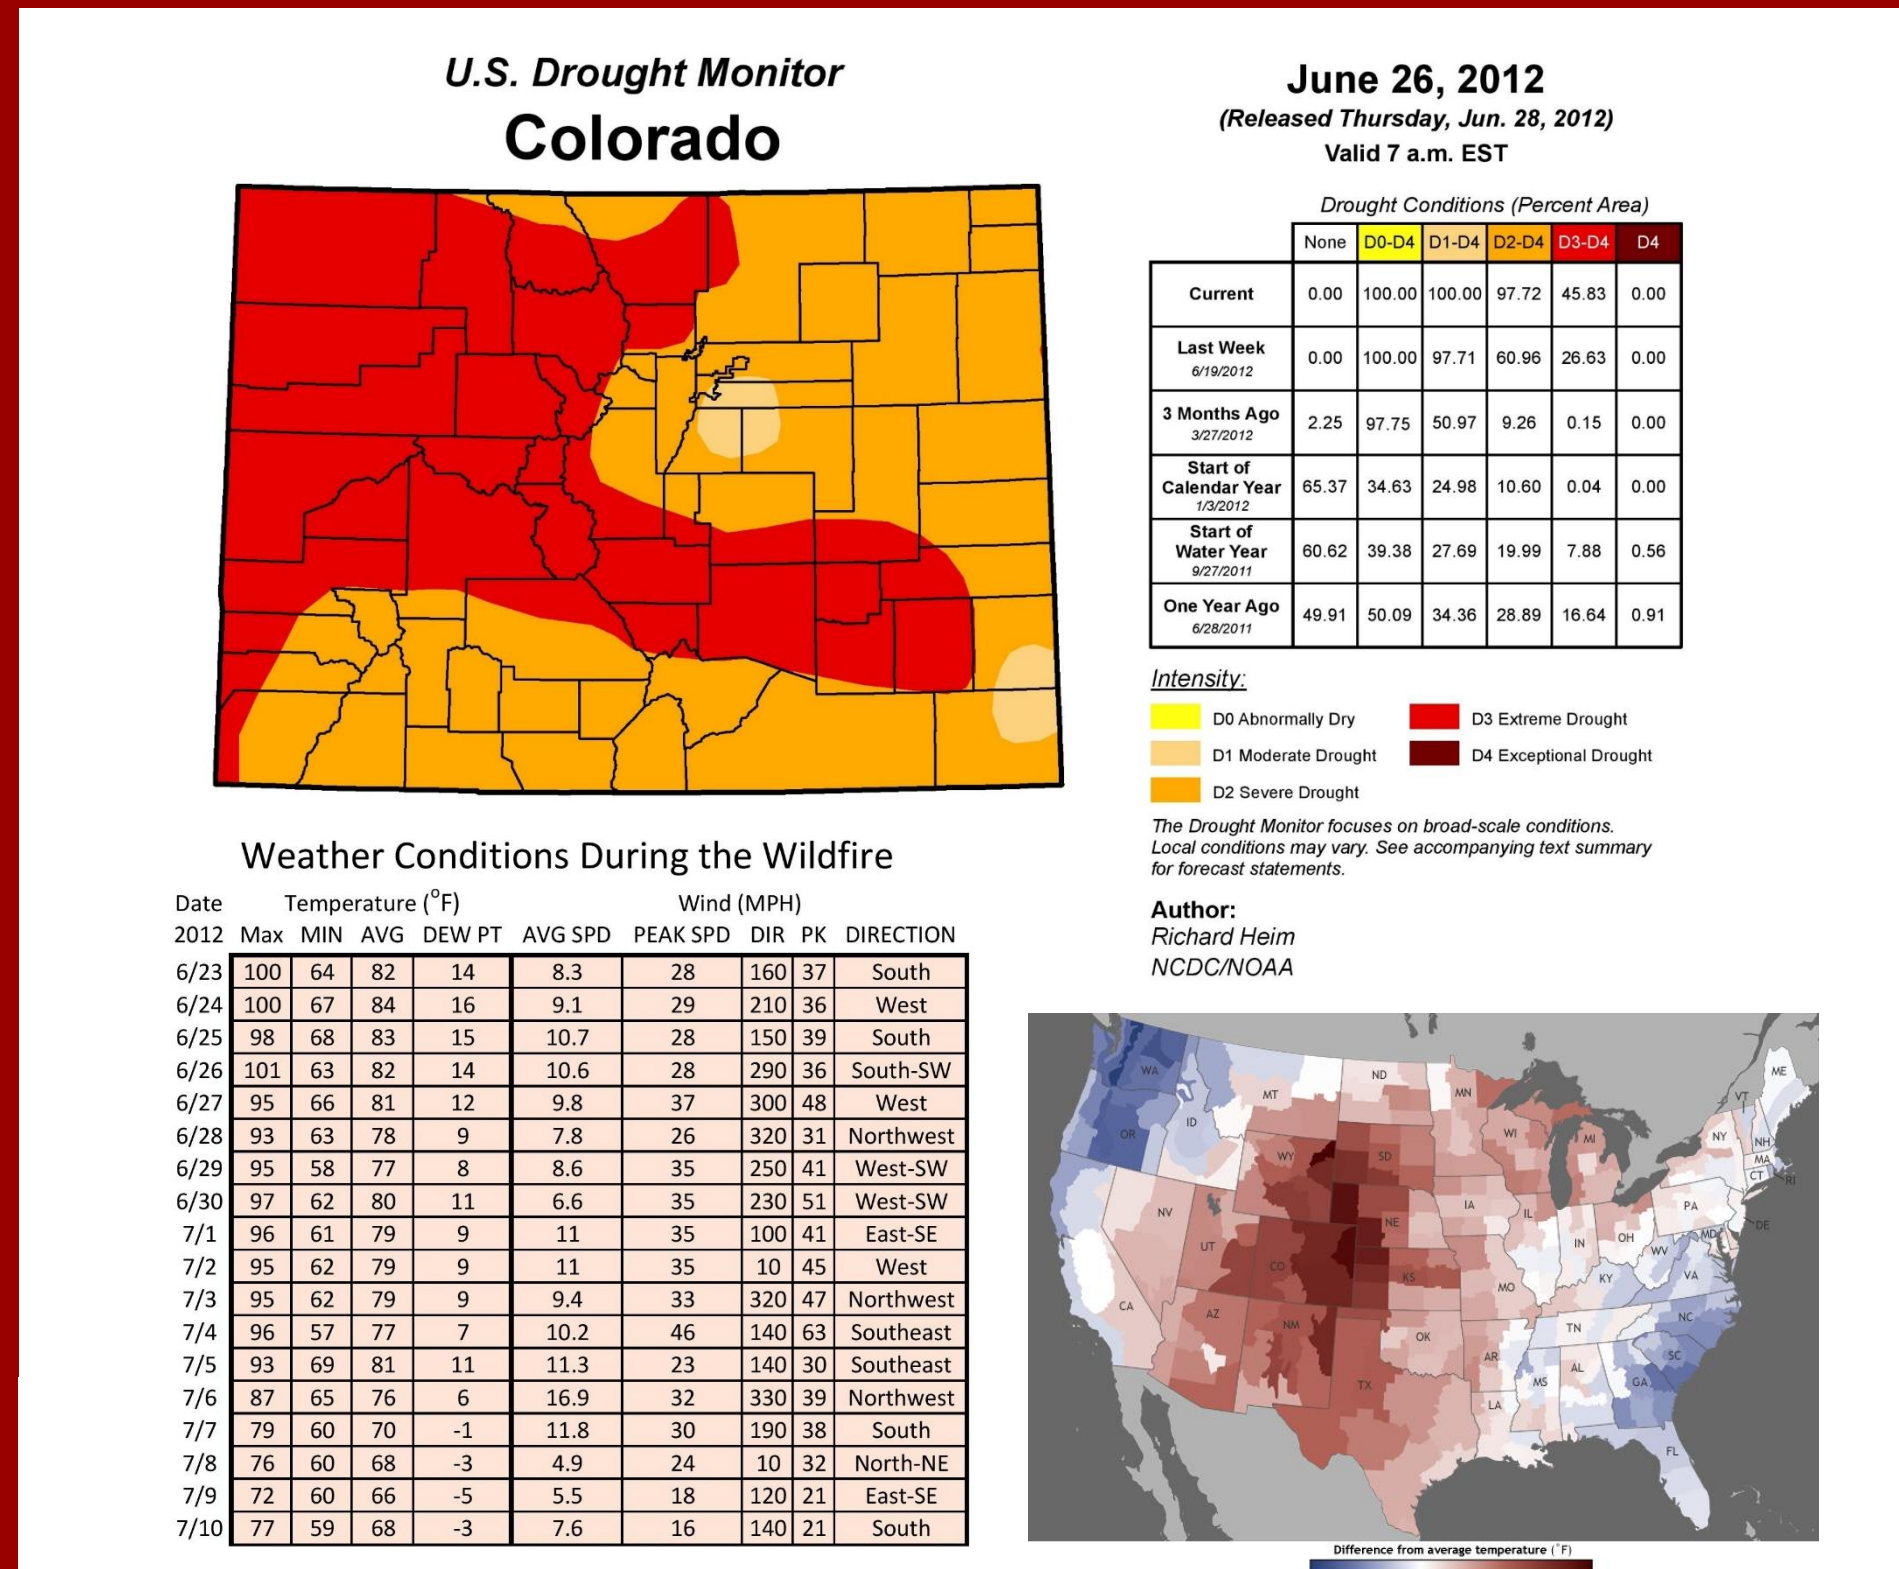 U.S. Drought Monitor
Colorado
June 26, 2012
(Released Thursday, Jun. 28, 2012)
Valid 7 a.m. EST
Drought Conditions (Percent Area)
None D0-D4 D1-D4 D2-D4 D3-D4 D4
Current 0.00 100.00 100.00 97.72 45.83 0.00
Last Week 6/19/2012 0.00 100.00 97.71 60.96 26.63 0.00
3 Months Ago 3/27/2012 2.25 97.75 50.97 9.26 0.15 0.00
Start of Calendar Year 1/3/2012 65.37 34.63 24.98 10.60 0.04 0.00
Start of Water Year 9/27/2011 60.62 39.38 27.69 19.99 7.88 0.56
One Year Ago 6/28/2011 49.91 50.09 34.36 28.89 16.64 0.91
Intensity:
D0 Abnormally Dry D3 Extreme Drought
D1 Moderate Drought D4 Exceptional Drought
D2 Severe Drought
The Drought Monitor focuses on broad-scale conditions.
Local conditions may vary. See accompanying text summary
for forecast statements.
Author:
Richard Heim
NCDC/NOAA
Weather Conditions During the Wildfire
Date Temperature (°F) Wind (MPH)
2012 Max MIN AVG DEW PT AVG SPD PEAK SPD DIR PK DIRECTION
6/23 100 64 82 14 8.3 28 160 37 South
6/24 100 67 84 16 9.1 29 210 36 West
6/25 98 68 83 15 10.7 28 150 39 South
6/26 101 63 82 14 10.6 28 290 36 South-SW
6/27 95 66 81 12 9.8 37 300 48 West
6/28 93 63 78 9 7.8 26 320 31 Northwest
6/29 95 58 77 8 8.6 35 250 41 West-SW
6/30 97 62 80 11 6.6 35 230 51 West-SW
7/1 96 61 79 9 11 35 100 41 East-SE
7/2 95 62 79 9 11 35 10 45 West
7/3 95 62 79 9 9.4 33 320 47 Northwest
7/4 96 57 77 7 10.2 46 140 63 Southeast
7/5 93 69 81 11 11.3 23 140 30 Southeast
7/6 87 65 76 6 16.9 32 330 39 Northwest
7/7 79 60 70 -1 11.8 30 190 38 South
7/8 76 60 68 -3 4.9 24 10 32 North-NE
7/9 72 60 66 -5 5.5 18 120 21 East-SE
7/10 77 59 68 -3 7.6 16 140 21 South
WA MT ND MN ME
OR ID WY SD WI MI VT NY NH
MA CT RI
NV UT NE IA IL PA DE
CA CO KS MO IN OH WV MD
KY VA
AZ NM OK AR TN NC
TX LA MS AL GA SC
FL
Difference from average temperature (°F)